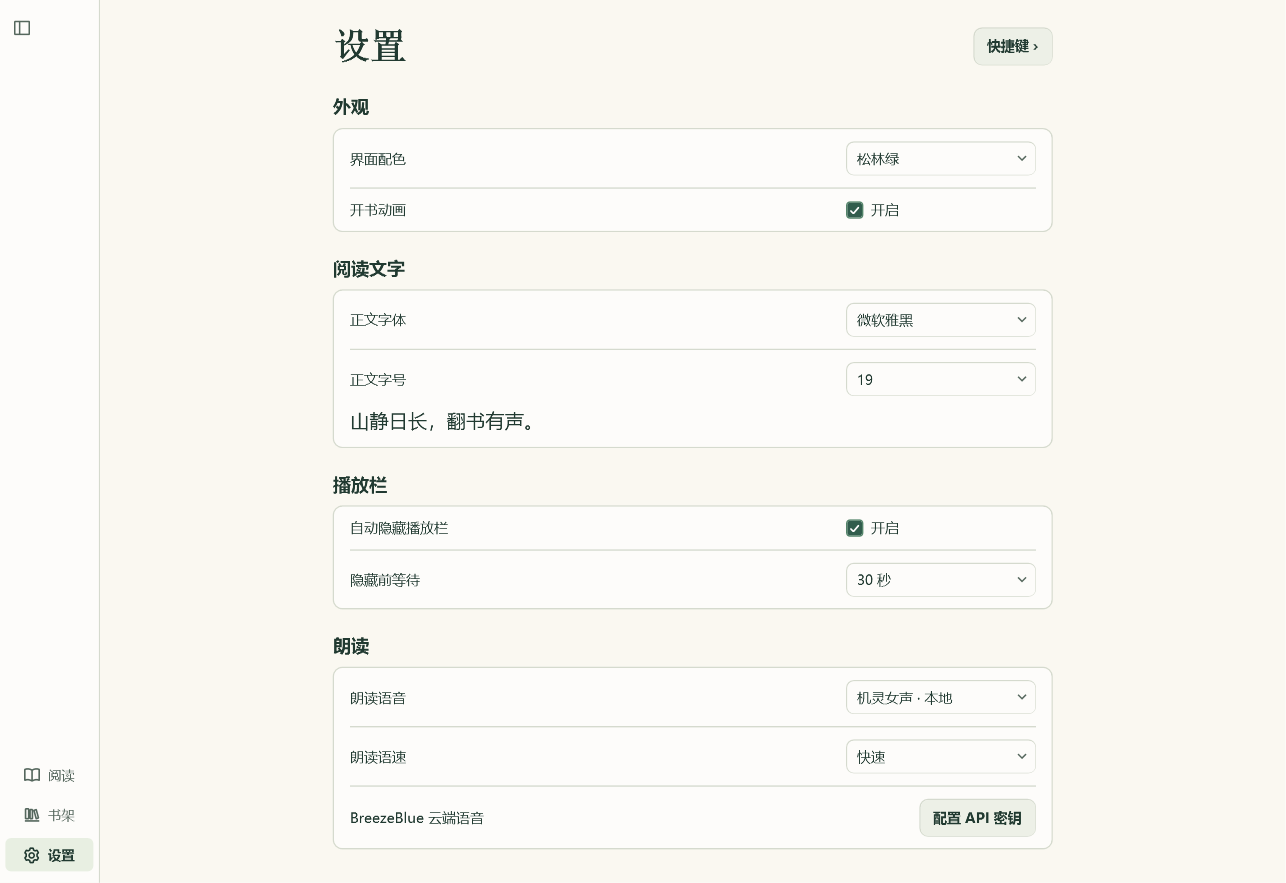 设置
快捷键 ›
外观
界面配色 松林绿
开书动画 开启
阅读文字
正文字体 微软雅黑
正文字号 19
山静日长，翻书有声。
播放栏
自动隐藏播放栏 开启
隐藏前等待 30 秒
朗读
朗读语音 机灵女声 · 本地
朗读语速 快速
BreezeBlue 云端语音 配置 API 密钥
阅读
书架
设置